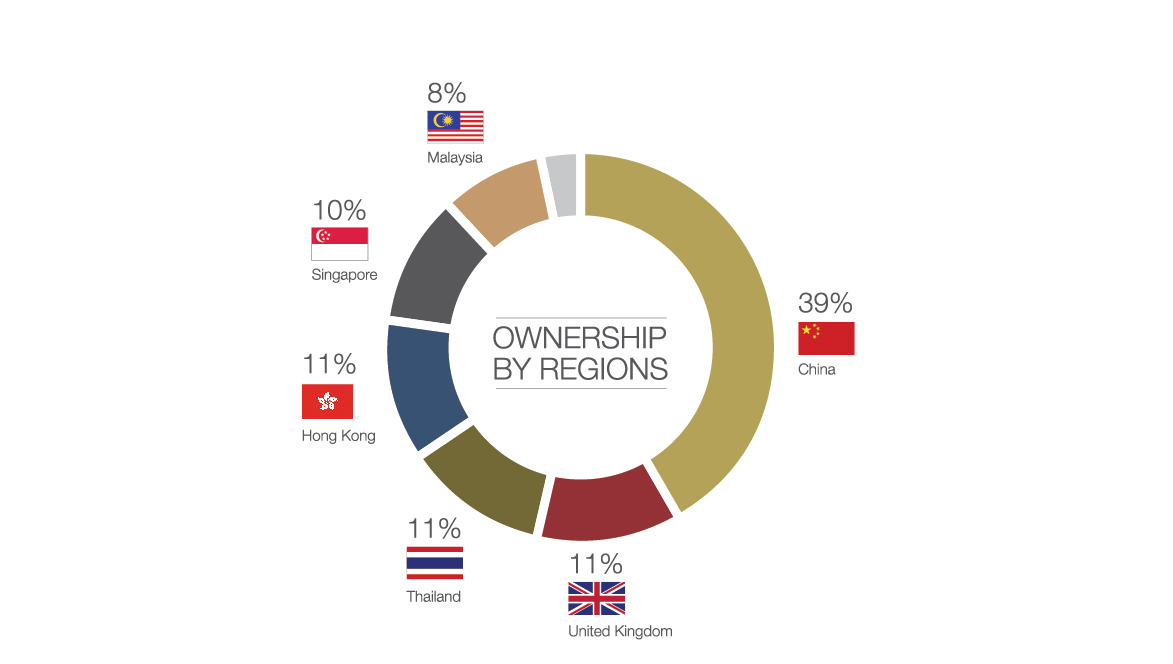 8%
Malaysia
10%
Singapore
39%
China
OWNERSHIP
BY REGIONS
11%
Hong Kong
11%
Thailand
11%
United Kingdom